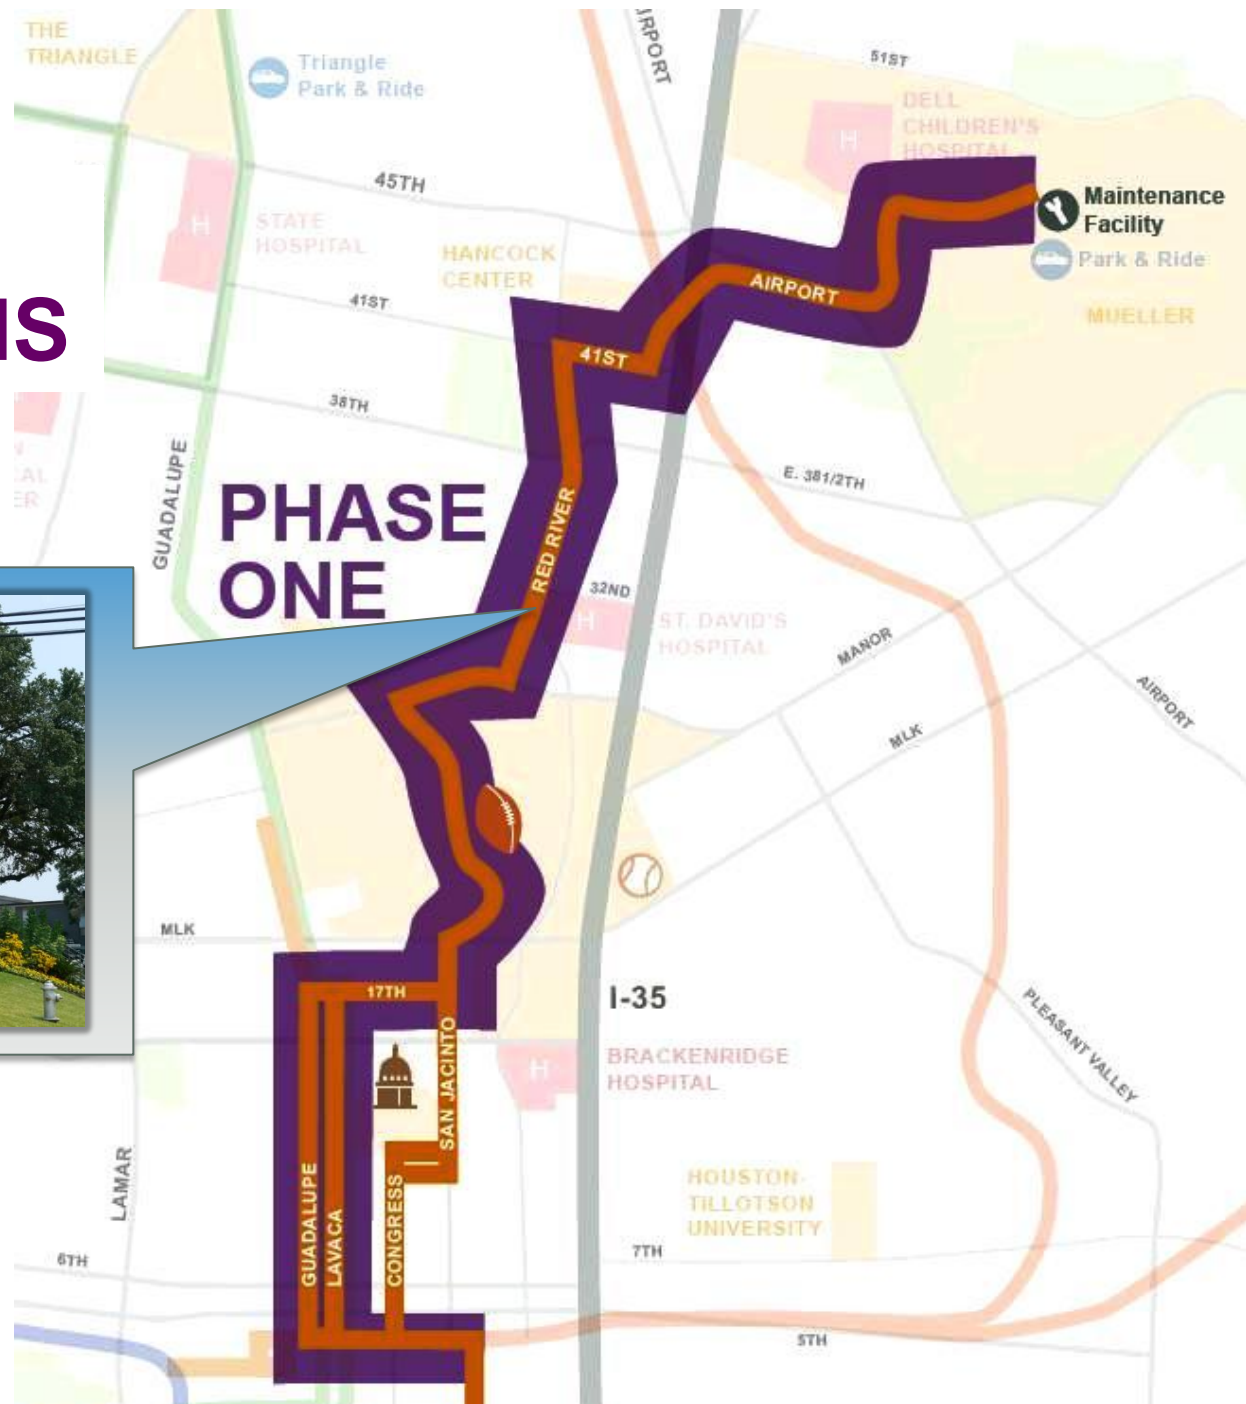 THE
TRIANGLE
Triangle
Park & Ride
AIRPORT
51ST
DELL
CHILDREN'S
HOSPITAL
H
45TH
Maintenance
Facility
Park & Ride
H
STATE
HOSPITAL
HANCOCK
CENTER
MUELLER
41ST
AIRPORT
IS
41ST
38TH
E. 381/2TH
GUADALUPE
PHASE
ONE
RED RIVER
32ND
H
ST. DAVID'S
HOSPITAL
MANOR
AIRPORT
MLK
MLK
17TH
I-35
SAN JACINTO
PLEASANT VALLEY
BRACKENRIDGE
HOSPITAL
H
LAMAR
GUADALUPE
LAVACA
CONGRESS
HOUSTON-
TILLOTSON
UNIVERSITY
6TH
7TH
5TH